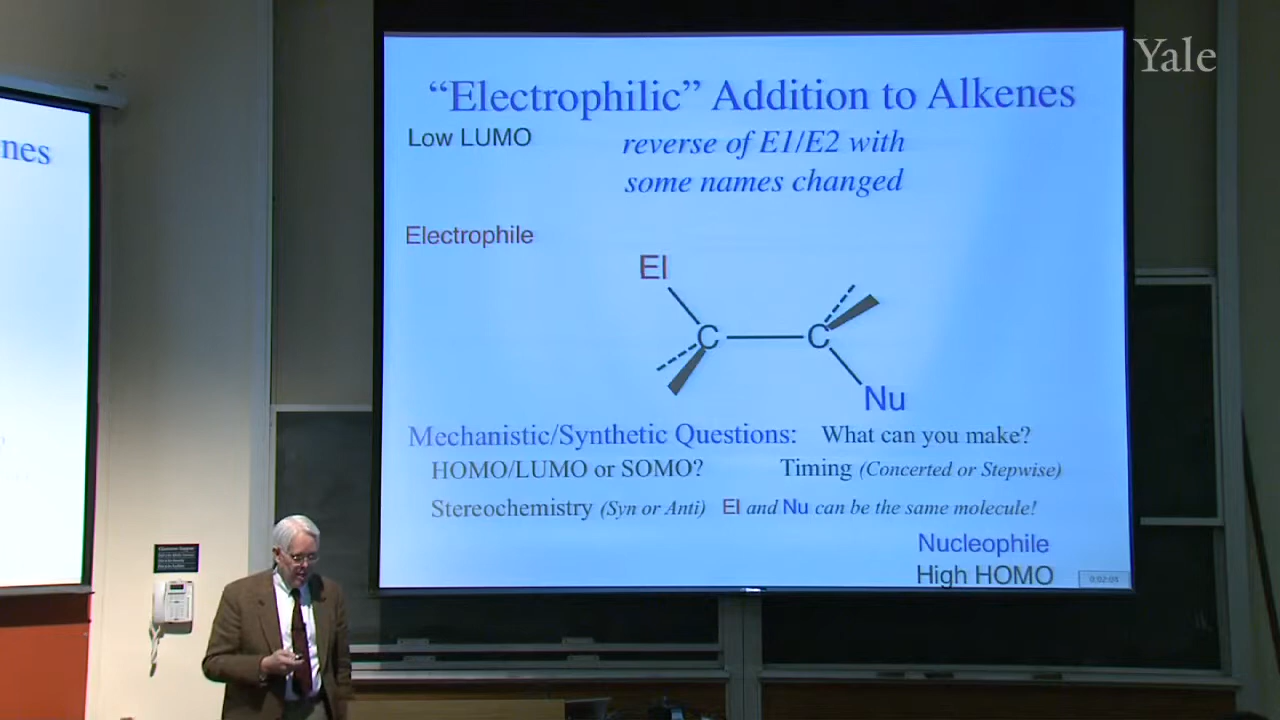 Yale
nes
“Electrophilic” Addition to Alkenes
Low LUMO
reverse of E1/E2 with
some names changed
Electrophile
El
C
C
Nu
Mechanistic/Synthetic Questions: What can you make?
HOMO/LUMO or SOMO? Timing (Concerted or Stepwise)
Stereochemistry (Syn or Anti) El and Nu can be the same molecule!
Nucleophile
High HOMO